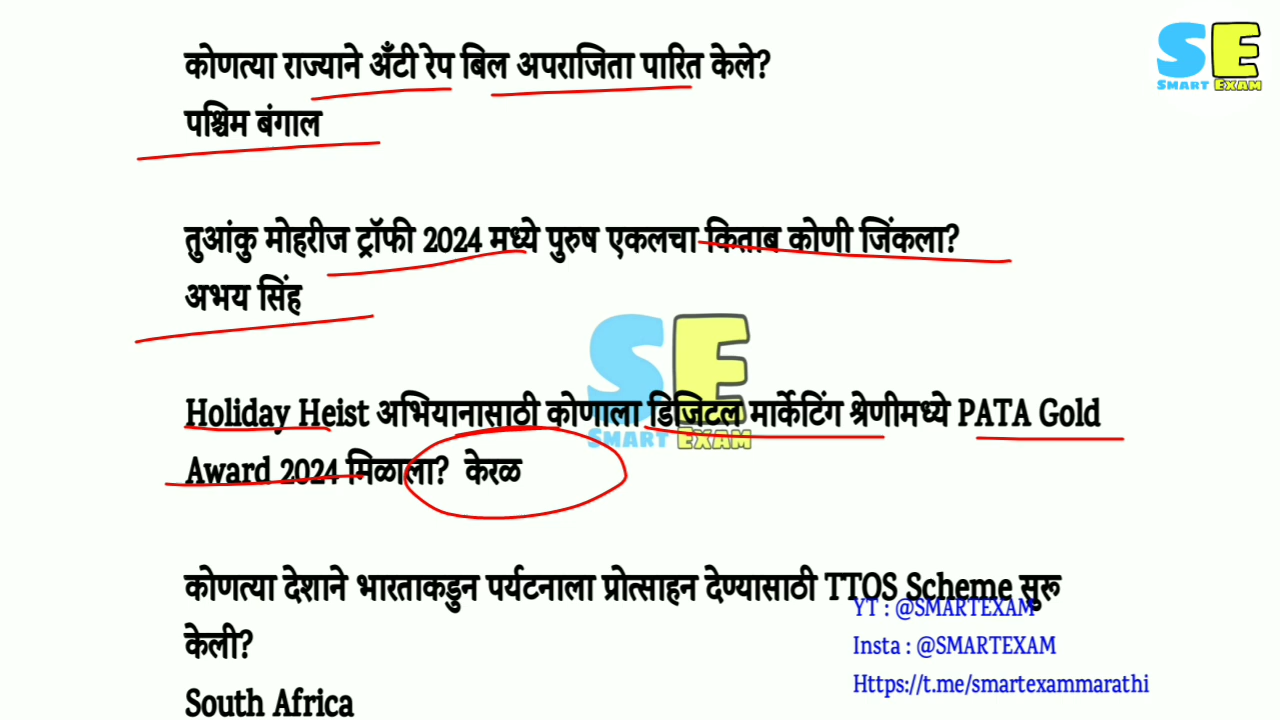 SE
SMART EXAM
कोणत्या राज्याने अँटी रेप बिल अपराजिता पारित केले?
पश्चिम बंगाल
तुआंकु मोहरीज ट्रॉफी 2024 मध्ये पुरुष एकलचा किताब कोणी जिंकला?
अभय सिंह
SE
SMART EXAM
Holiday Heist अभियानासाठी कोणाला डिजिटल मार्केटिंग श्रेणीमध्ये PATA Gold
Award 2024 मिळाला? केरळ
कोणत्या देशाने भारताकडुन पर्यटनाला प्रोत्साहन देण्यासाठी TTOS Scheme सुरू
केली?
South Africa
YT : @SMARTEXAM
Insta : @SMARTEXAM
Https://t.me/smartexammarathi